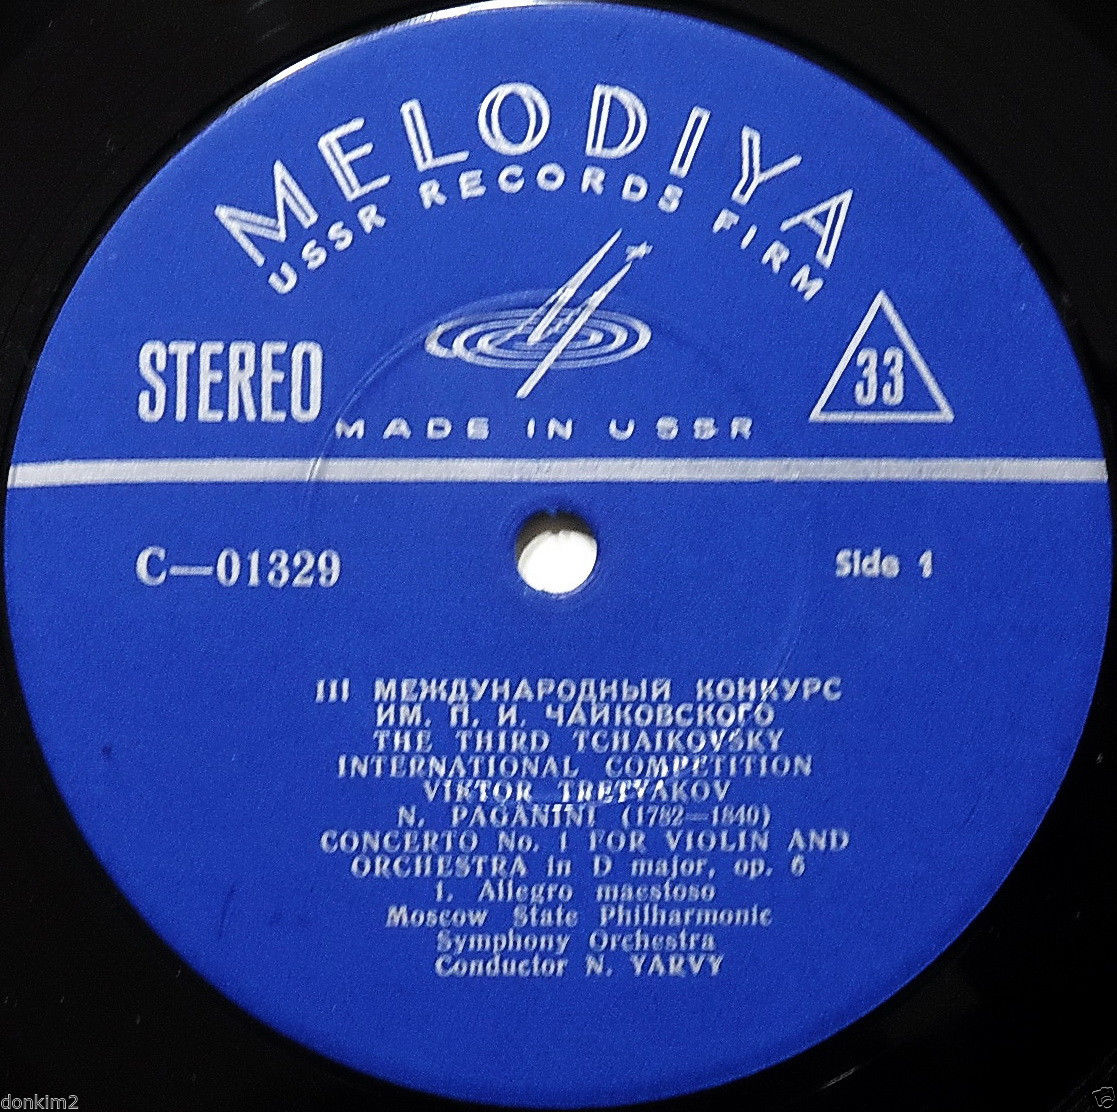 MELODIYA
USSR RECORDS FIRM
STEREO
33
MADE IN USSR
C—01329
Side 1
III МЕЖДУНАРОДНЫЙ КОНКУРС
ИМ. П. И. ЧАЙКОВСКОГО
THE THIRD TCHAIKOVSKY
INTERNATIONAL COMPETITION
VIKTOR TRETYAKOV
N. PAGANINI (1782—1840)
CONCERTO No. 1 FOR VIOLIN AND
ORCHESTRA in D major, op. 6
1. Allegro maestoso
Moscow State Philharmonic
Symphony Orchestra
Conductor N. YARVY
donkim2